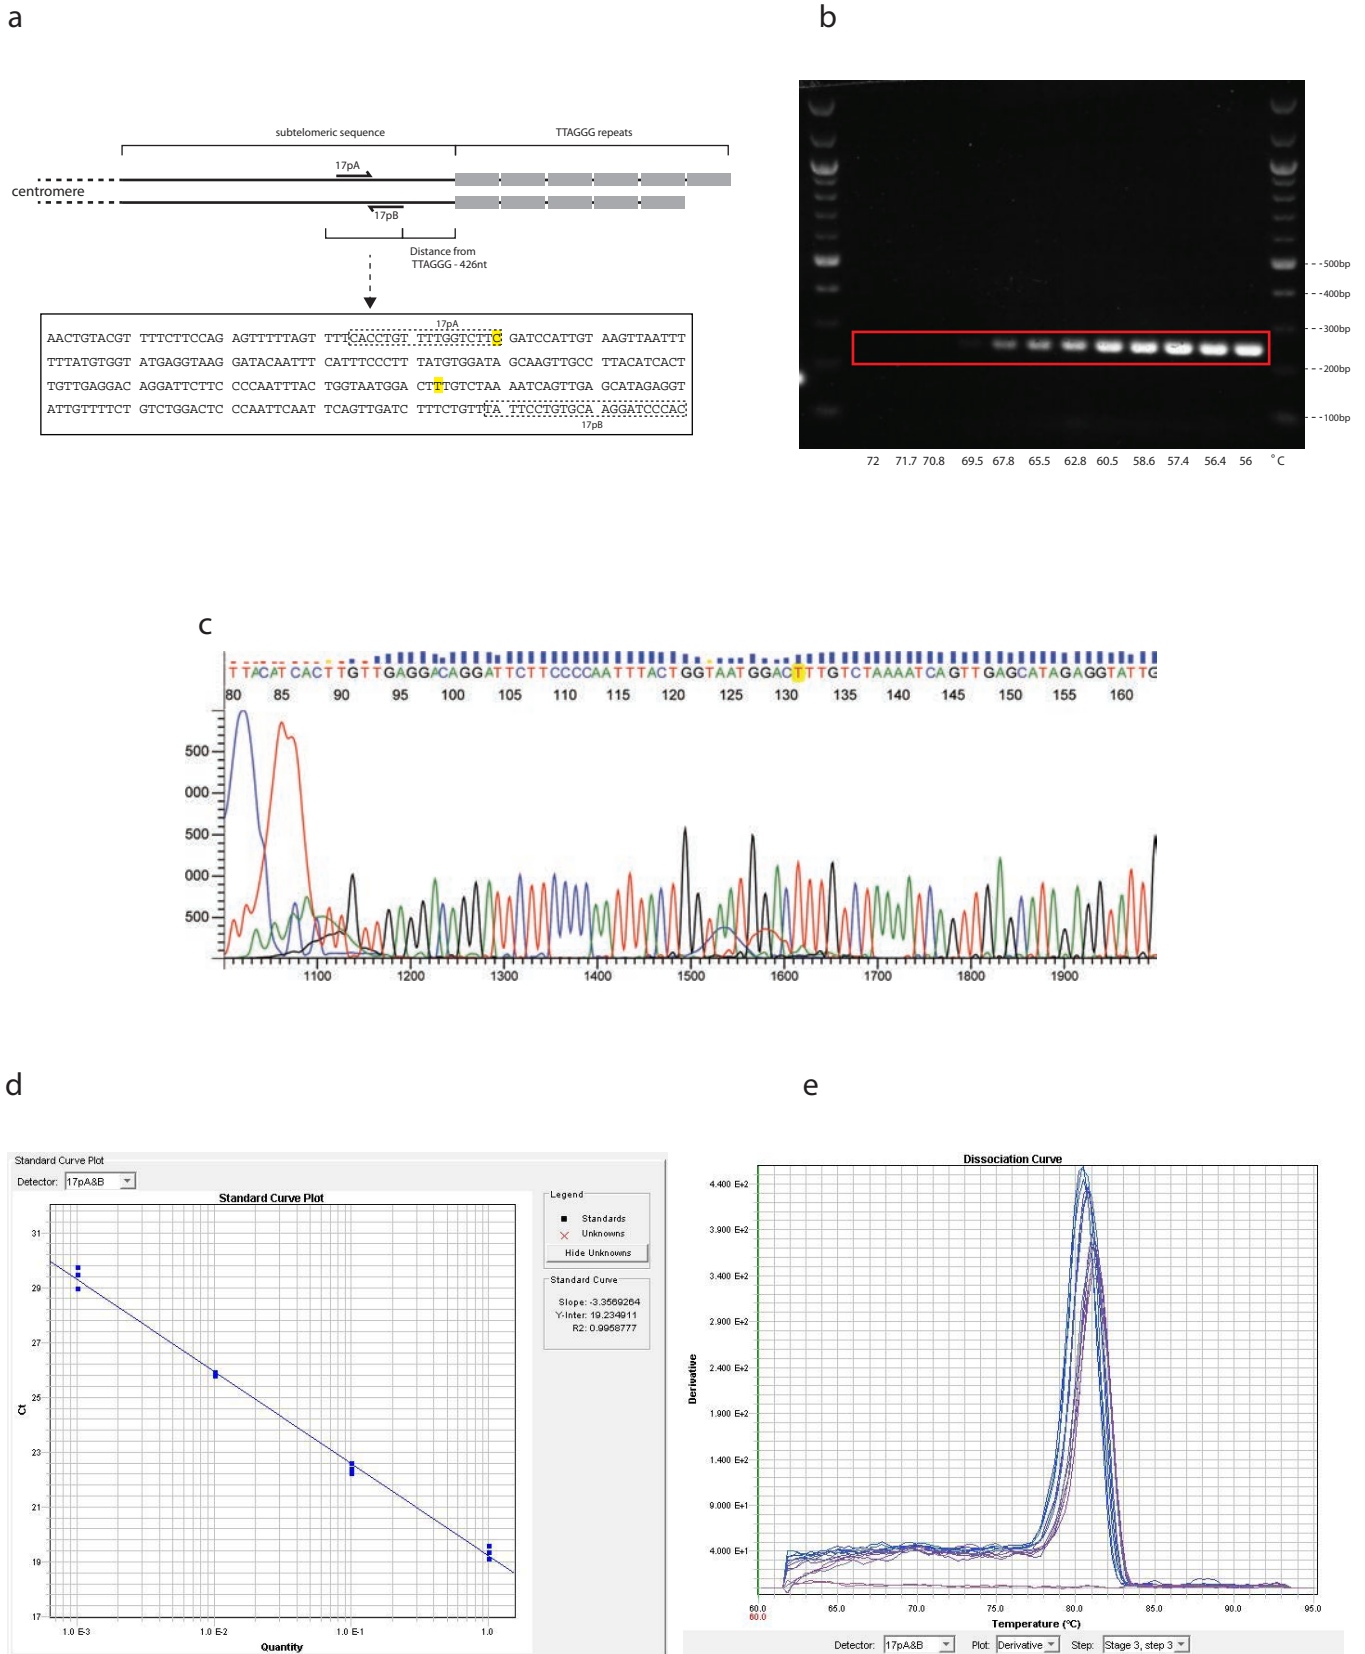 a
b
subtelomeric sequence
TTAGGG repeats
17pA
centromere
17pB
Distance from
TTAGGG - 426nt
17pA
AACTGTACGT TTTCTTCCAG AGTTTTTAGT TTTCACCTGT TTTGGTCTTC GATCCATTGT AAGTTAATTT
TTTATGTGGT ATGAGGTAAG GATACAATTT CATTTCCCTT TATGTGGATA GCAAGTTGCC TTACATCACT
TGTTGAGGAC AGGATTCTTC CCCAATTTAC TGGTAATGGA CTTTGTCTAA AATCAGTTGA GCATAGAGGT
ATTGTTTTCT GTCTGGACTC CCAATTCAAT TCAGTTGATC TTTCTGTTTA TTCCTGTGCA AGGATCCCAC
17pB
500bp
400bp
300bp
200bp
100bp
72 71.7 70.8 69.5 67.8 65.5 62.8 60.5 58.6 57.4 56.4 56 °C
c
TTACATCACTTGTTGAGGACAGGATTCTTCCCCAATTTACTGGTAATGGACTTTGTCTAAAATCAGTTGAGCATAGAGGTATTG
80 85 90 95 100 105 110 115 120 125 130 135 140 145 150 155 160
500
000
500
000
500
1100 1200 1300 1400 1500 1600 1700 1800 1900
d
e
Standard Curve Plot
Detector: 17pA&B
Standard Curve Plot
Legend
Standards
Unknowns
Hide Unknowns
Standard Curve
Slope: -3.3569264
Y-Inter: 19.234911
R2: 0.9958777
31
29
27
25
23
21
19
17
Ct
1.0 E-3 1.0 E-2 1.0 E-1 1.0
Quantity
Dissociation Curve
4.400 E+2
3.900 E+2
3.400 E+2
2.900 E+2
2.400 E+2
1.900 E+2
1.400 E+2
9.000 E+1
4.000 E+1
Derivative
60.0 65.0 70.0 75.0 80.0 85.0 90.0 95.0
60.0
Temperature (°C)
Detector: 17pA&B Plot: Derivative Step: Stage 3, step 3